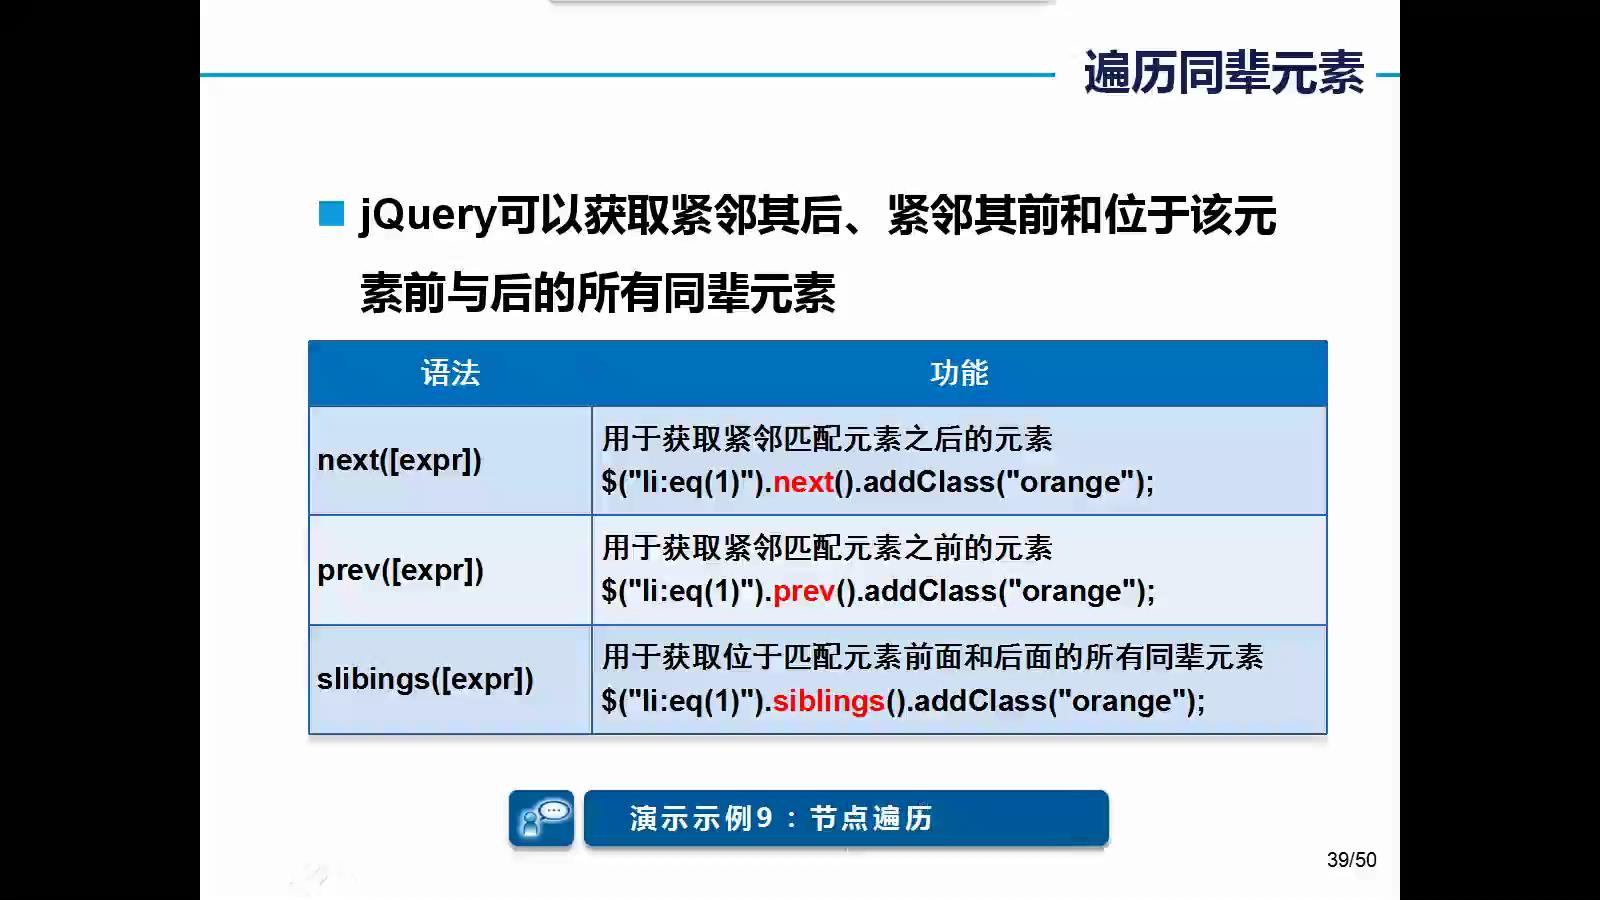 遍历同辈元素
jQuery可以获取紧邻其后、紧邻其前和位于该元
素前与后的所有同辈元素
语法
功能
next([expr])
用于获取紧邻匹配元素之后的元素
$("li:eq(1)").next().addClass("orange");
prev([expr])
用于获取紧邻匹配元素之前的元素
$("li:eq(1)").prev().addClass("orange");
slibings([expr])
用于获取位于匹配元素前面和后面的所有同辈元素
$("li:eq(1)").siblings().addClass("orange");
演示示例9：节点遍历
39/50